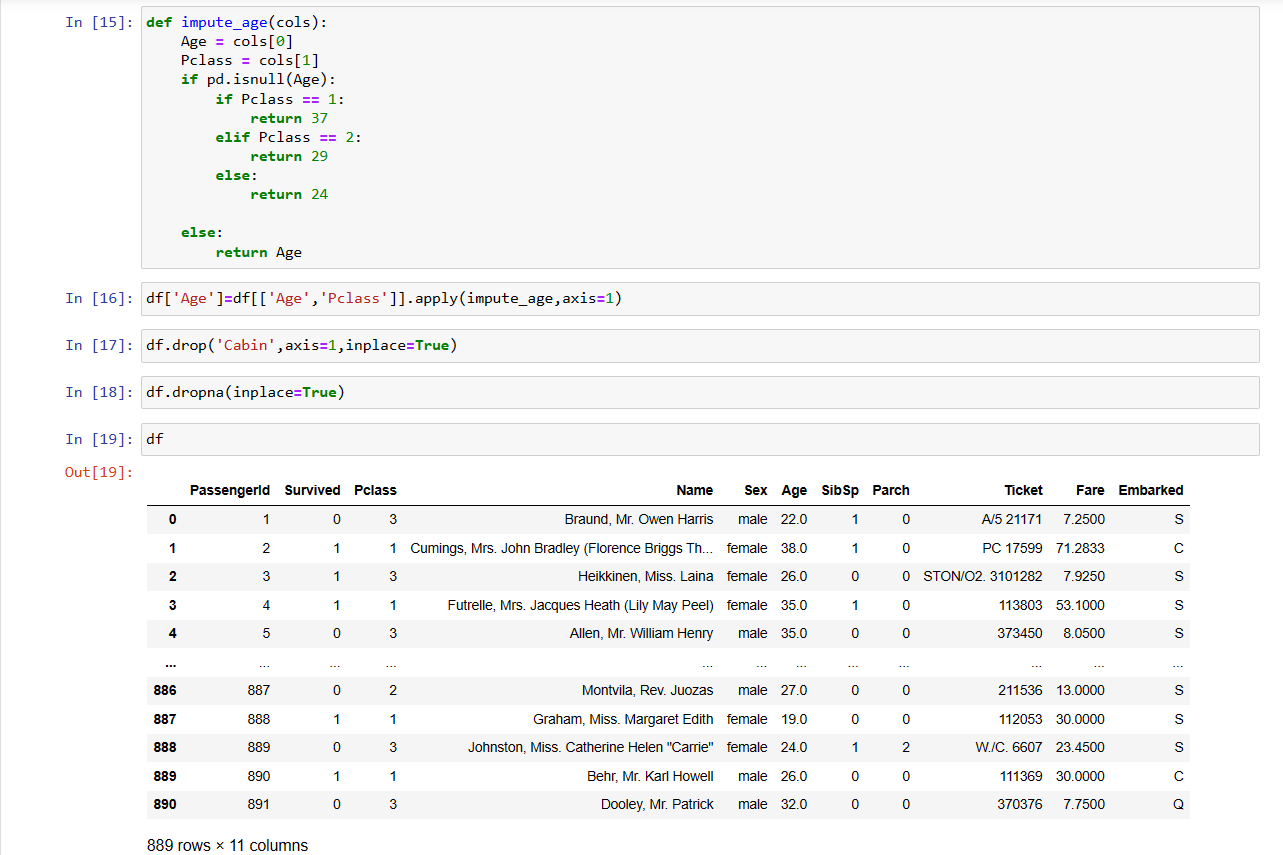 In [15]: def impute_age(cols):
    Age = cols[0]
    Pclass = cols[1]
    if pd.isnull(Age):
        if Pclass == 1:
            return 37
        elif Pclass == 2:
            return 29
        else:
            return 24
    else:
        return Age
In [16]: df['Age']=df[['Age','Pclass']].apply(impute_age,axis=1)
In [17]: df.drop('Cabin',axis=1,inplace=True)
In [18]: df.dropna(inplace=True)
In [19]: df
Out[19]:
PassengerId Survived Pclass Name Sex Age SibSp Parch Ticket Fare Embarked
0 1 0 3 Braund, Mr. Owen Harris male 22.0 1 0 A/5 21171 7.2500 S
1 2 1 1 Cumings, Mrs. John Bradley (Florence Briggs Th... female 38.0 1 0 PC 17599 71.2833 C
2 3 1 3 Heikkinen, Miss. Laina female 26.0 0 0 STON/O2. 3101282 7.9250 S
3 4 1 1 Futrelle, Mrs. Jacques Heath (Lily May Peel) female 35.0 1 0 113803 53.1000 S
4 5 0 3 Allen, Mr. William Henry male 35.0 0 0 373450 8.0500 S
... ... ... ... ... ... ... ... ... ... ... ...
886 887 0 2 Montvila, Rev. Juozas male 27.0 0 0 211536 13.0000 S
887 888 1 1 Graham, Miss. Margaret Edith female 19.0 0 0 112053 30.0000 S
888 889 0 3 Johnston, Miss. Catherine Helen "Carrie" female 24.0 1 2 W./C. 6607 23.4500 S
889 890 1 1 Behr, Mr. Karl Howell male 26.0 0 0 111369 30.0000 C
890 891 0 3 Dooley, Mr. Patrick male 32.0 0 0 370376 7.7500 Q
889 rows × 11 columns